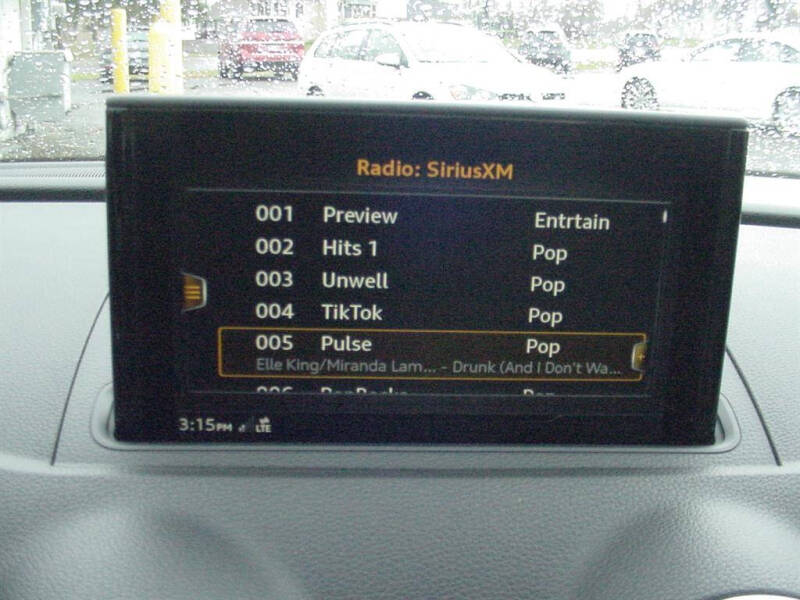 Radio: SiriusXM
001 Preview Entrtain
002 Hits 1 Pop
003 Unwell Pop
004 TikTok Pop
005 Pulse Pop
Elle King/Miranda Lam... - Drunk (And I Don't Wa...
3:15PM LTE